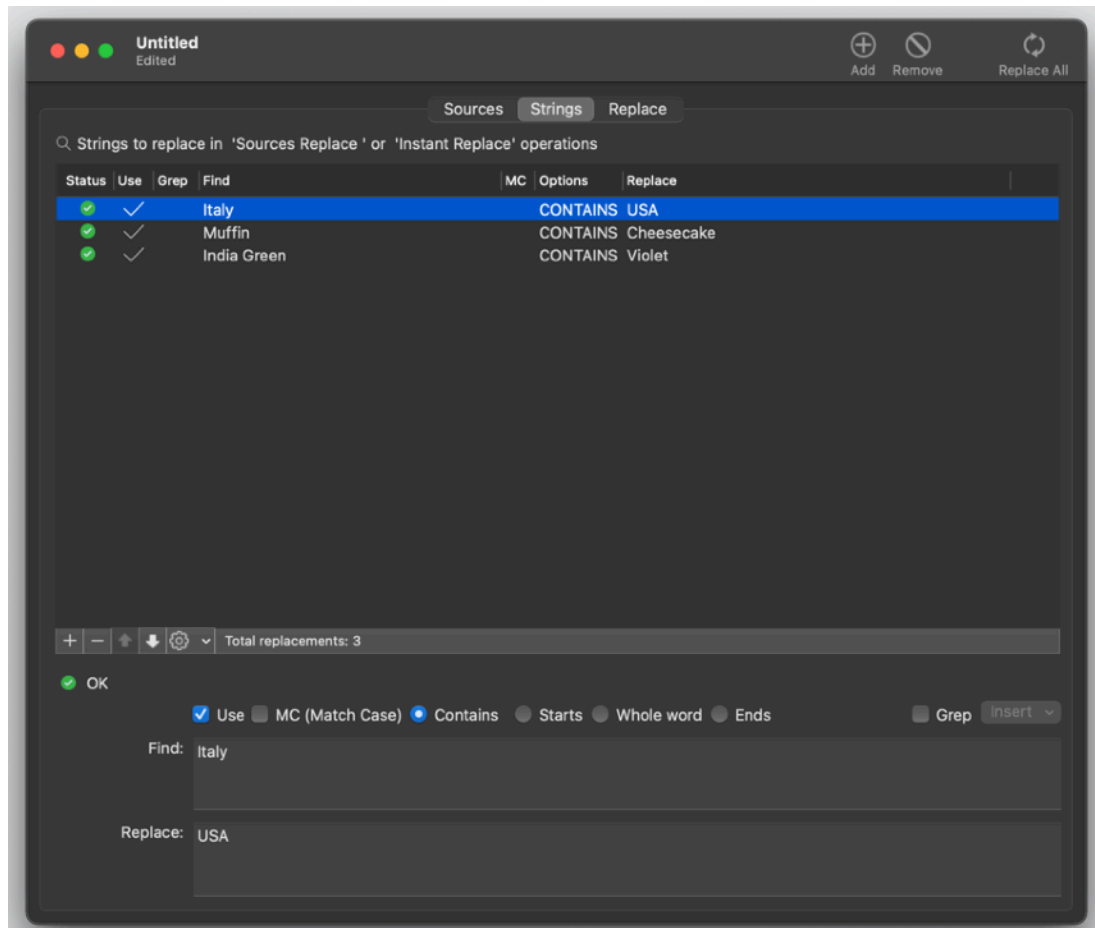 Untitled
Edited
Add Remove Replace All
Sources Strings Replace
Strings to replace in 'Sources Replace ' or 'Instant Replace' operations
Status Use Grep Find MC Options Replace
Italy CONTAINS USA
Muffin CONTAINS Cheesecake
India Green CONTAINS Violet
Total replacements: 3
OK
Use MC (Match Case) Contains Starts Whole word Ends Grep Insert
Find: Italy
Replace: USA